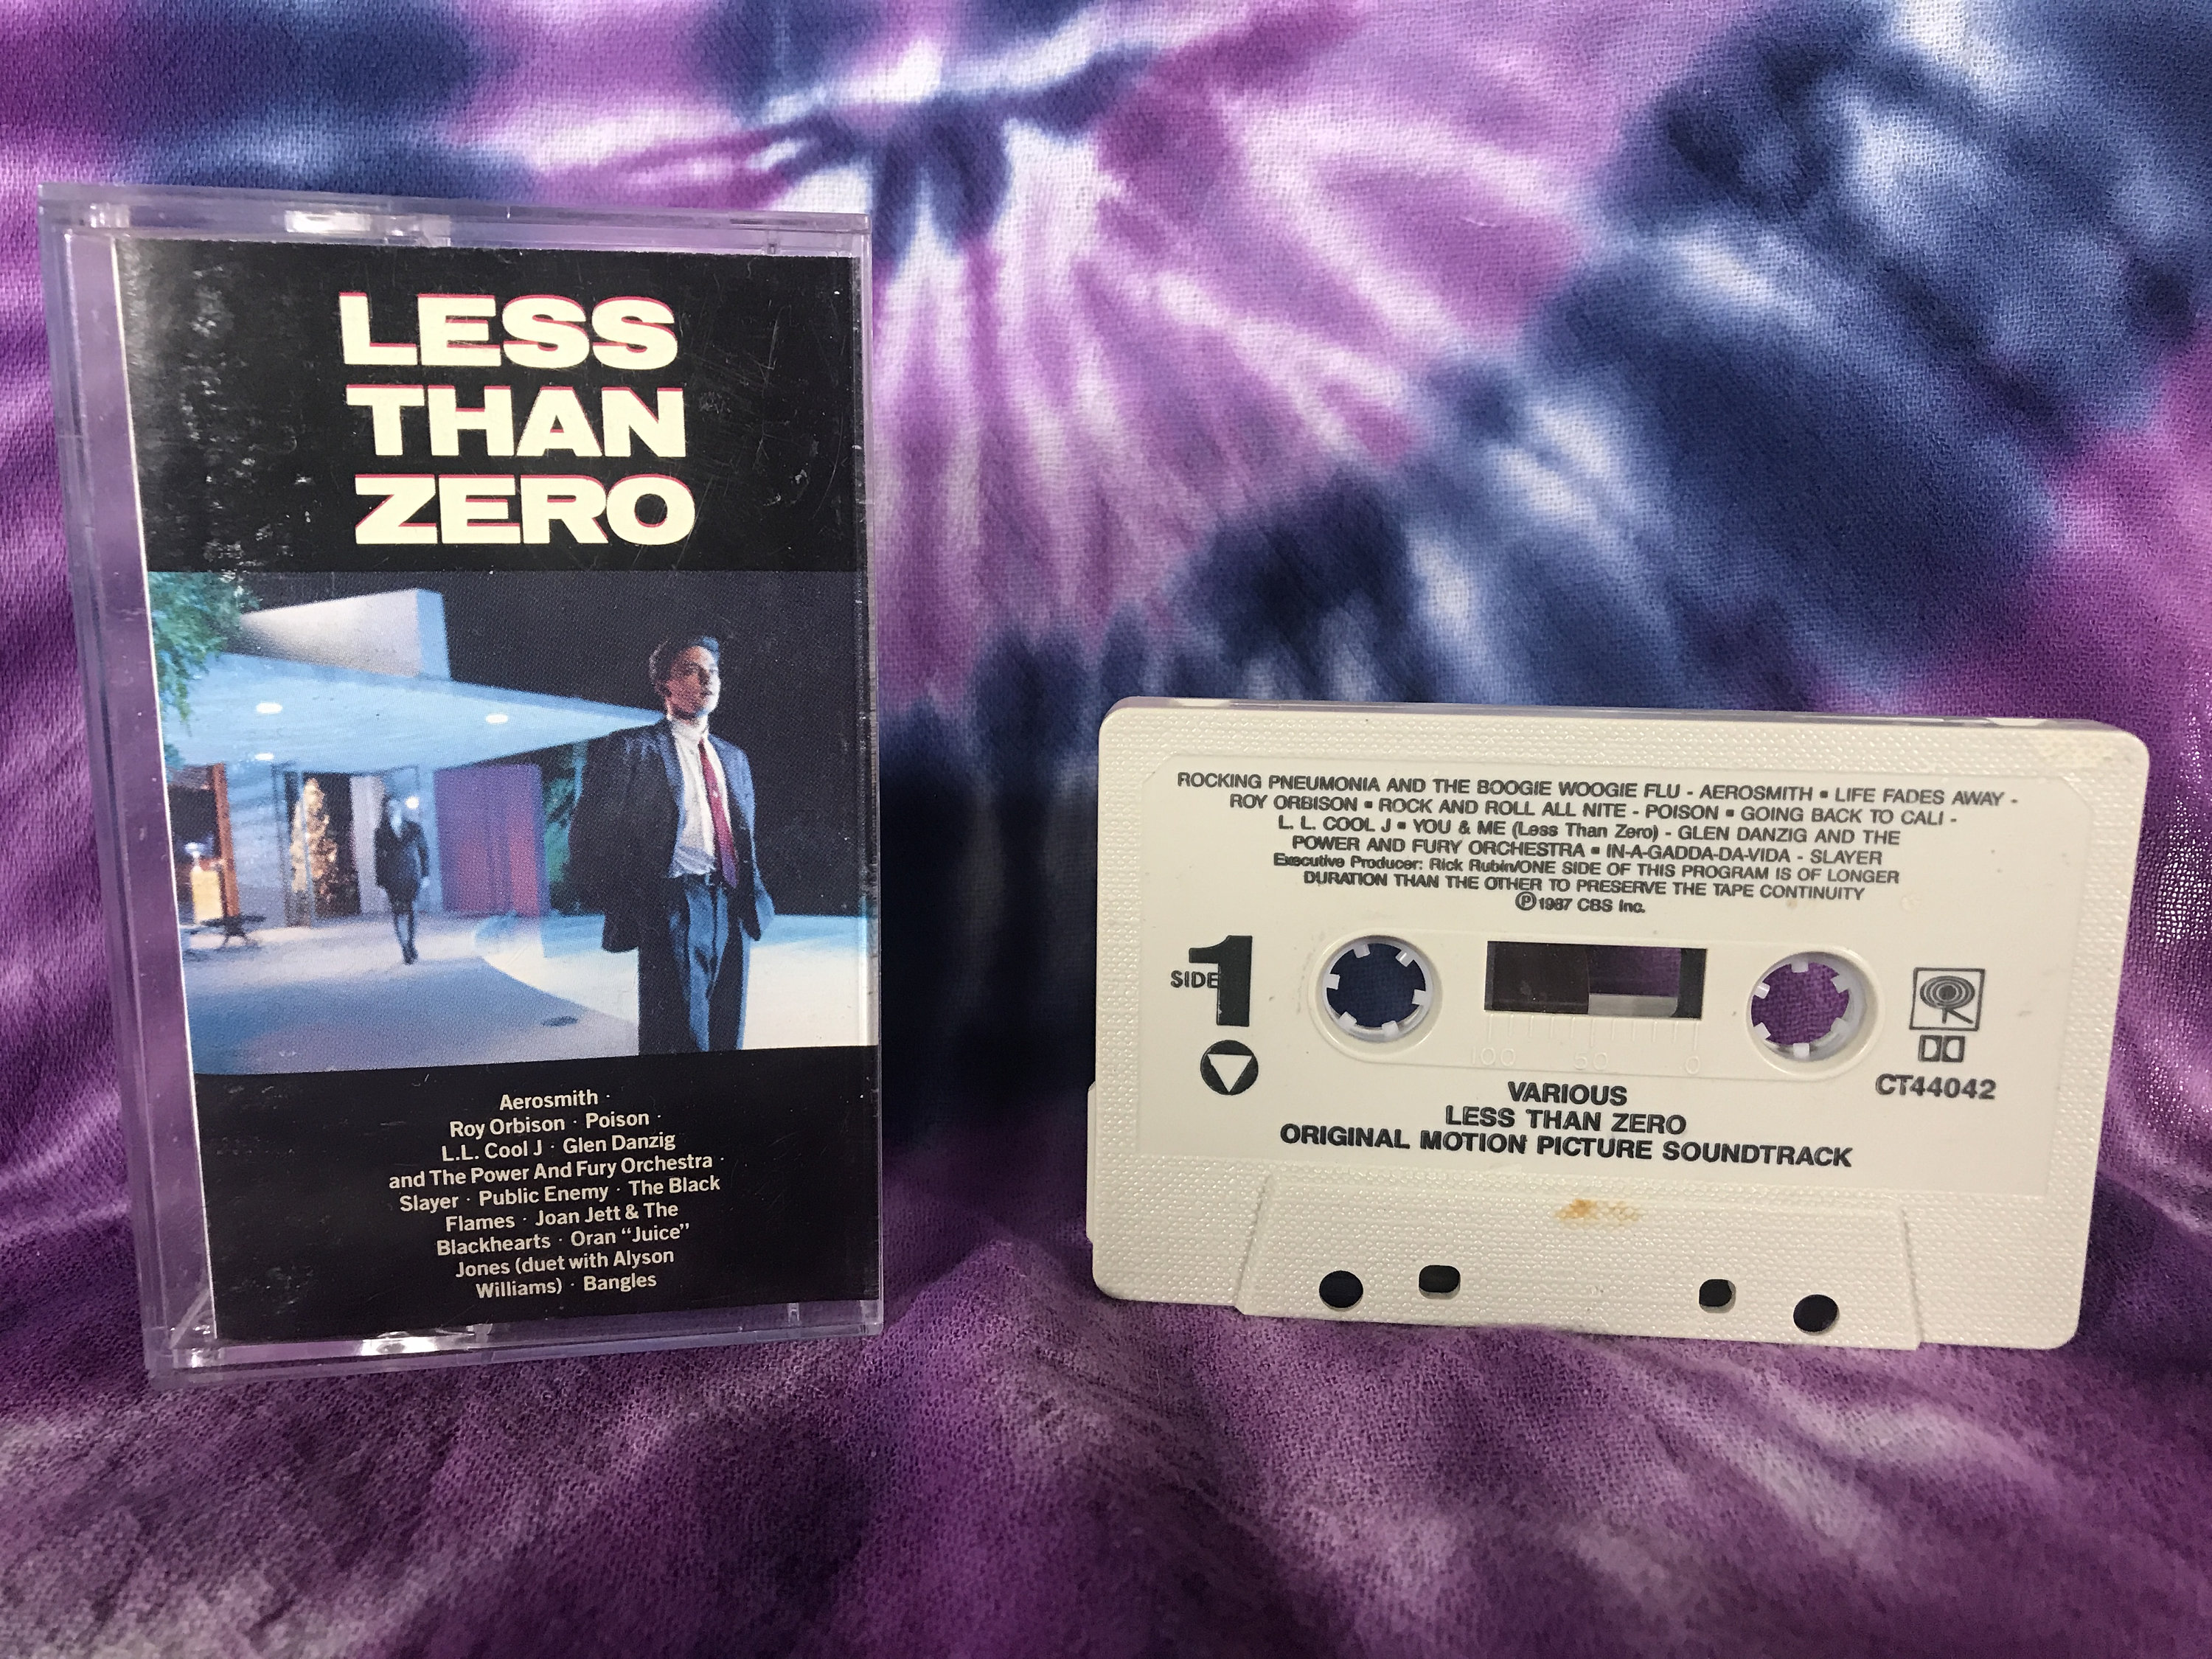 LESS
THAN
ZERO
Aerosmith ·
Roy Orbison · Poison ·
L.L. Cool J · Glen Danzig
and The Power And Fury Orchestra ·
Slayer · Public Enemy · The Black
Flames · Joan Jett & The
Blackhearts · Oran “Juice”
Jones (duet with Alyson
Williams) · Bangles
ROCKING PNEUMONIA AND THE BOOGIE WOOGIE FLU - AEROSMITH ▪ LIFE FADES AWAY -
ROY ORBISON ▪ ROCK AND ROLL ALL NITE - POISON ▪ GOING BACK TO CALI -
L. L. COOL J ▪ YOU & ME (Less Than Zero) - GLEN DANZIG AND THE
POWER AND FURY ORCHESTRA ▪ IN-A-GADDA-DA-VIDA - SLAYER
Executive Producer: Rick Rubin/ONE SIDE OF THIS PROGRAM IS OF LONGER
DURATION THAN THE OTHER TO PRESERVE THE TAPE CONTINUITY
Ⓟ1987 CBS Inc.
SIDE 1
100 50 0
CT44042
VARIOUS
LESS THAN ZERO
ORIGINAL MOTION PICTURE SOUNDTRACK